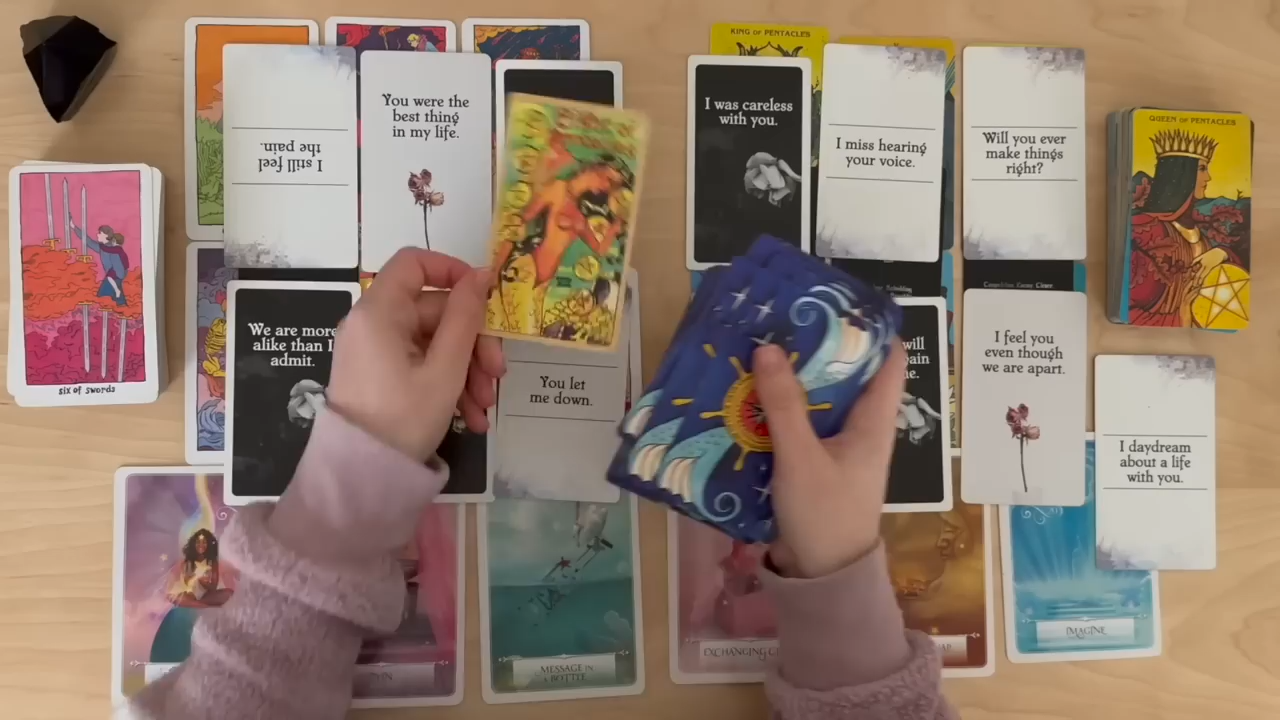 KING OF PENTACLES
I still feel
the pain.
You were the
best thing
in my life.
I was careless
with you.
I miss hearing
your voice.
Will you ever
make things
right?
QUEEN OF PENTACLES
six of swords
We are more
alike than I
admit.
You let
me down.
will
I feel you
even though
we are apart.
I daydream
about a life
with you.
MESSAGE IN
A BOTTLE
IMAGINE